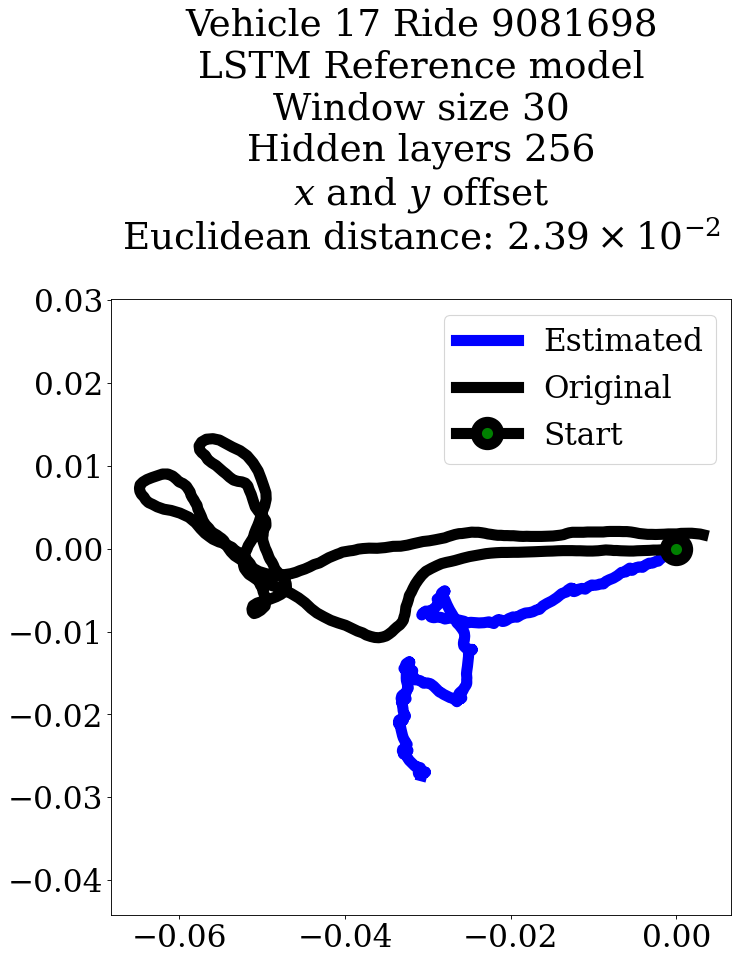 Vehicle 17 Ride 9081698
LSTM Reference model
Window size 30
Hidden layers 256
x and y offset
Euclidean distance: 2.39 × 10⁻²
Estimated
Original
Start
0.03
0.02
0.01
0.00
−0.01
−0.02
−0.03
−0.04
−0.06 −0.04 −0.02 0.00